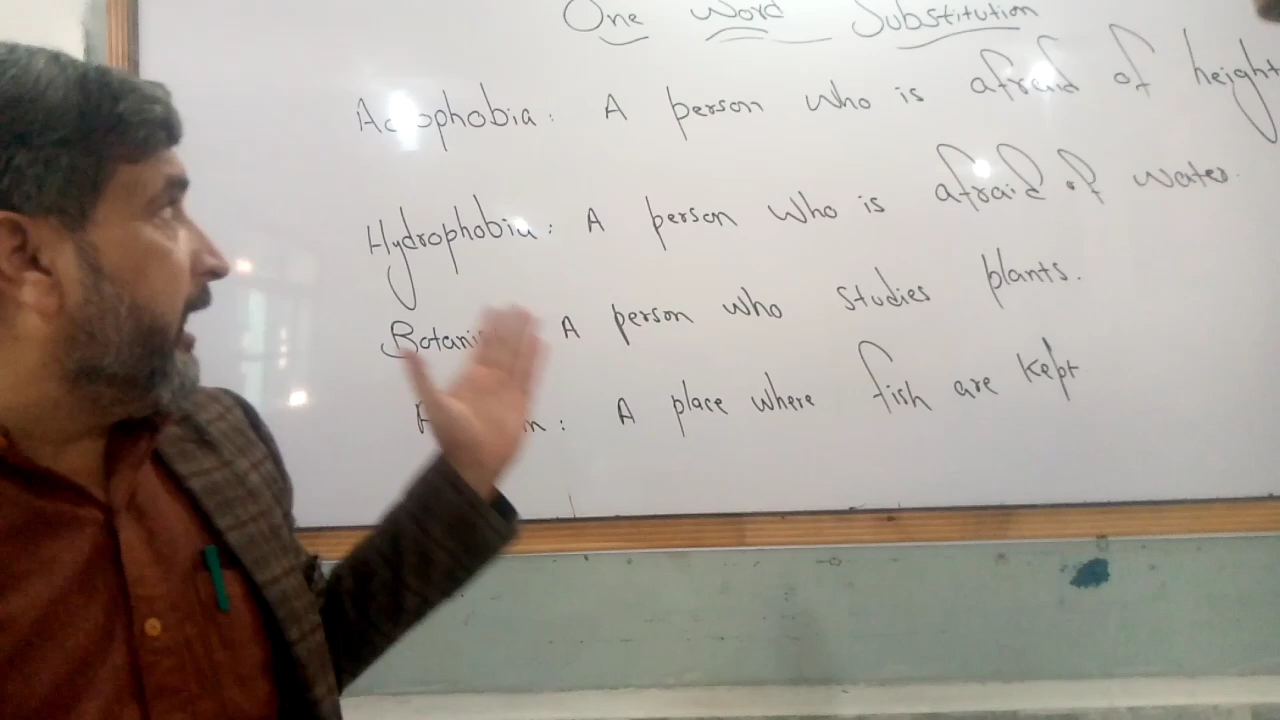 One Word Substitution
Acrophobia: A person who is afraid of height
Hydrophobia: A person who is afraid of water.
A person who studies plants.
: A place where fish are kept